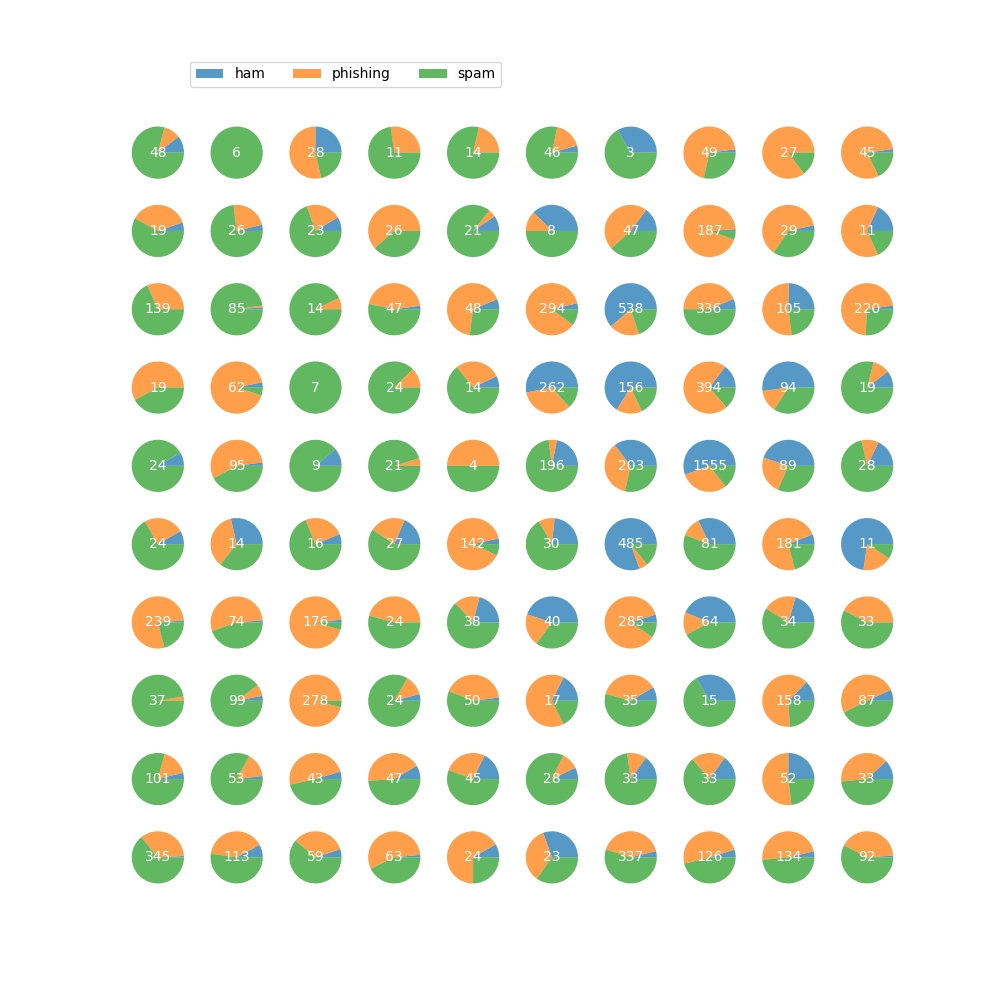 ham phishing spam
48 6 28 11 14 46 3 49 27 45
19 26 23 26 21 8 47 187 29 11
139 85 14 47 48 294 538 336 105 220
19 62 7 24 14 262 156 394 94 19
24 95 9 21 4 196 203 1555 89 28
24 14 16 27 142 30 485 81 181 11
239 74 176 24 38 40 285 64 34 33
37 99 278 24 50 17 35 15 158 87
101 53 43 47 45 28 33 33 52 33
345 113 59 63 24 23 337 126 134 92